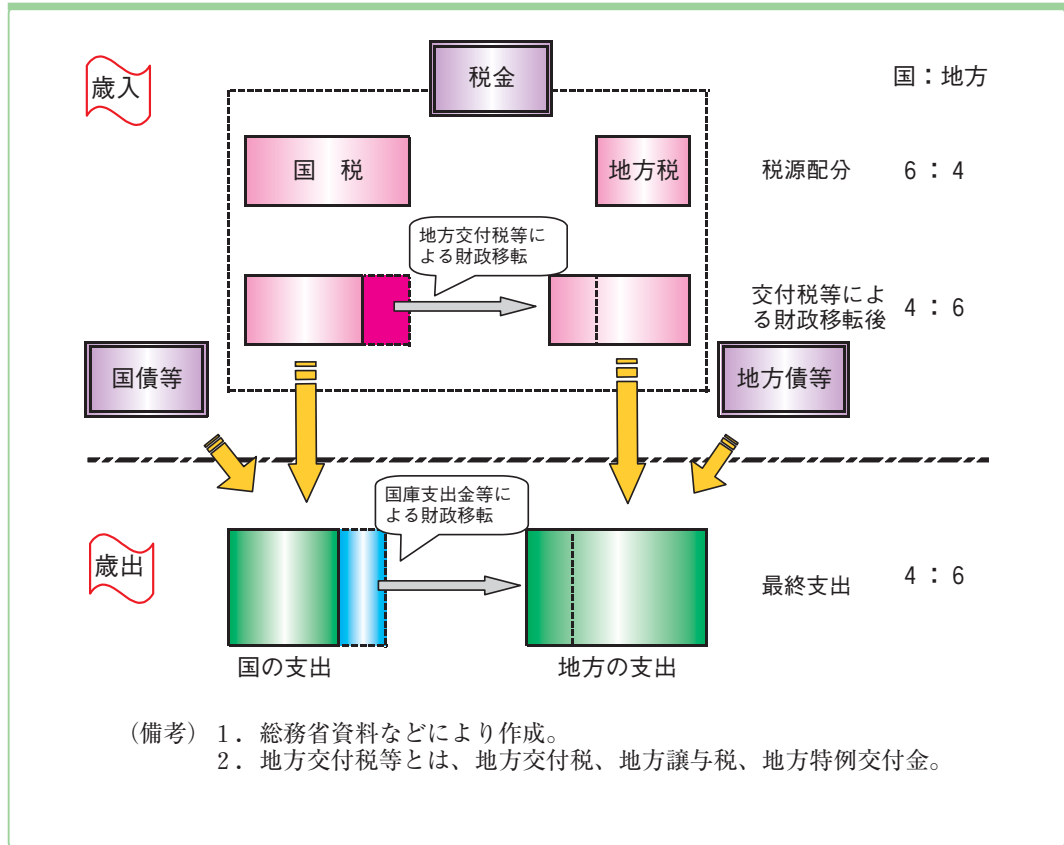 税金
歳入
国：地方
国　税
地方税
税源配分
6：4
地方交付税等に
よる財政移転
交付税等によ
る財政移転後
4：6
国債等
地方債等
国庫支出金等に
よる財政移転
歳出
最終支出
4：6
国の支出
地方の支出
（備考）１．総務省資料などにより作成。
２．地方交付税等とは、地方交付税、地方譲与税、地方特例交付金。